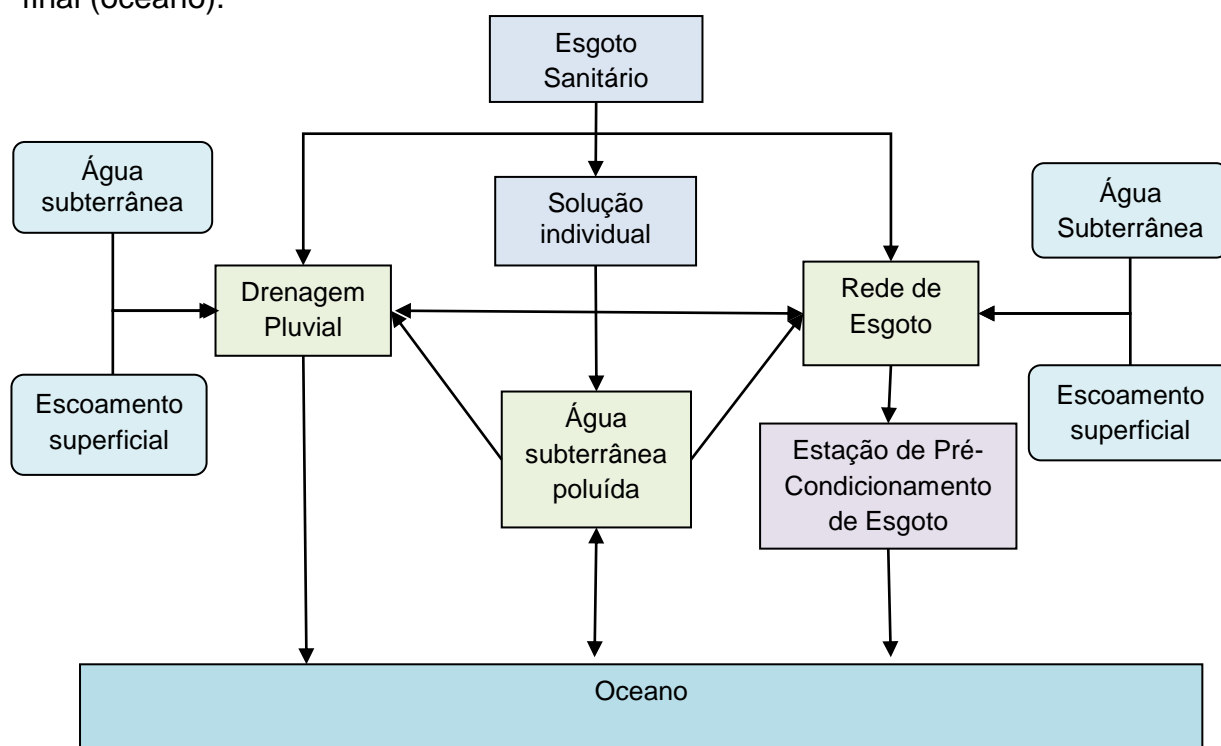 final (oceano).
Esgoto
Sanitário
Água
subterrânea
Solução
individual
Água
Subterrânea
Drenagem
Pluvial
Rede de
Esgoto
Escoamento
superficial
Água
subterrânea
poluída
Estação de Pré-
Condicionamento
de Esgoto
Escoamento
superficial
Oceano